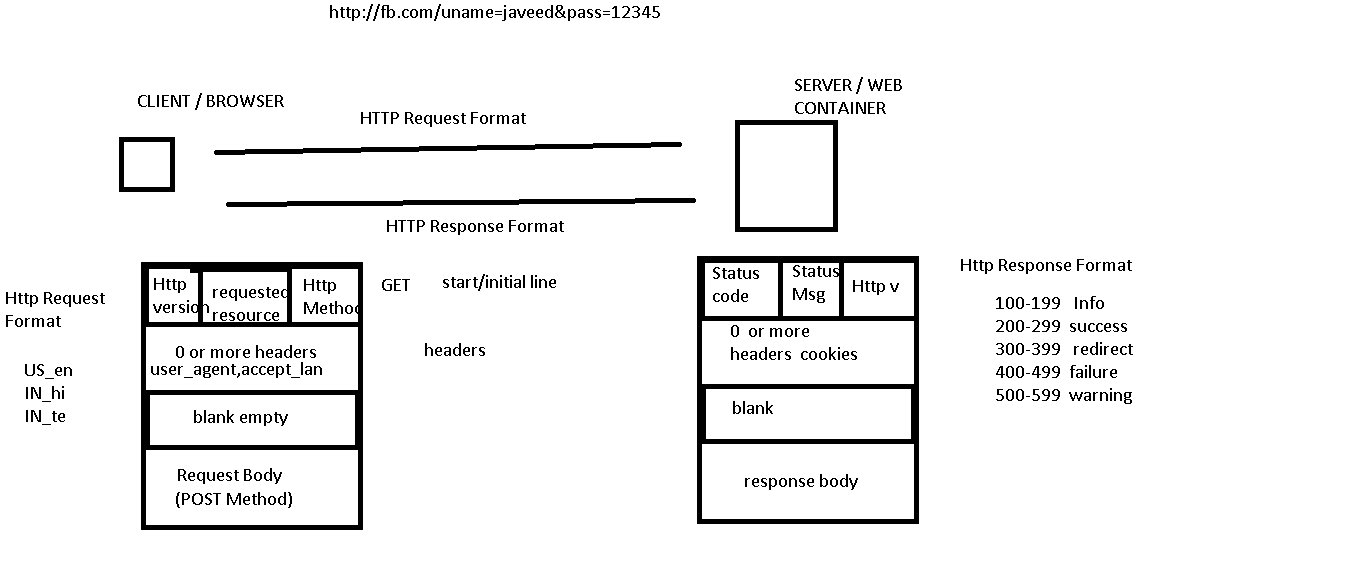 http://fb.com/uname=javeed&pass=12345
CLIENT / BROWSER
SERVER / WEB
CONTAINER
HTTP Request Format
HTTP Response Format
Http Request
Format
US_en
IN_hi
IN_te
Http
version
requested
resource
Http
Method
GET
start/initial line
0 or more headers
user_agent,accept_lan
headers
blank empty
Request Body
(POST Method)
Status
code
Status
Msg
Http v
0 or more
headers cookies
blank
response body
Http Response Format
100-199 Info
200-299 success
300-399 redirect
400-499 failure
500-599 warning